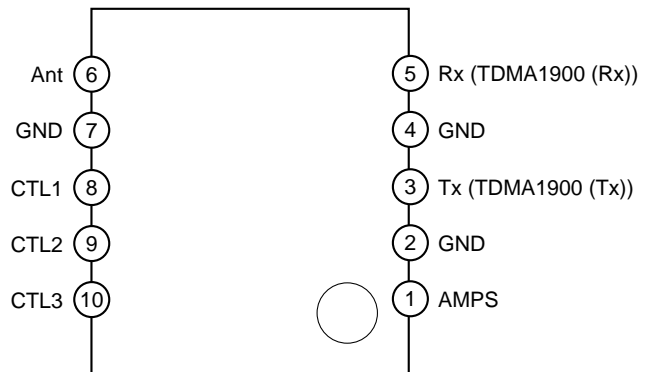 Ant 6 5 Rx (TDMA1900 (Rx))
GND 7 4 GND
CTL1 8 3 Tx (TDMA1900 (Tx))
CTL2 9 2 GND
CTL3 10 1 AMPS